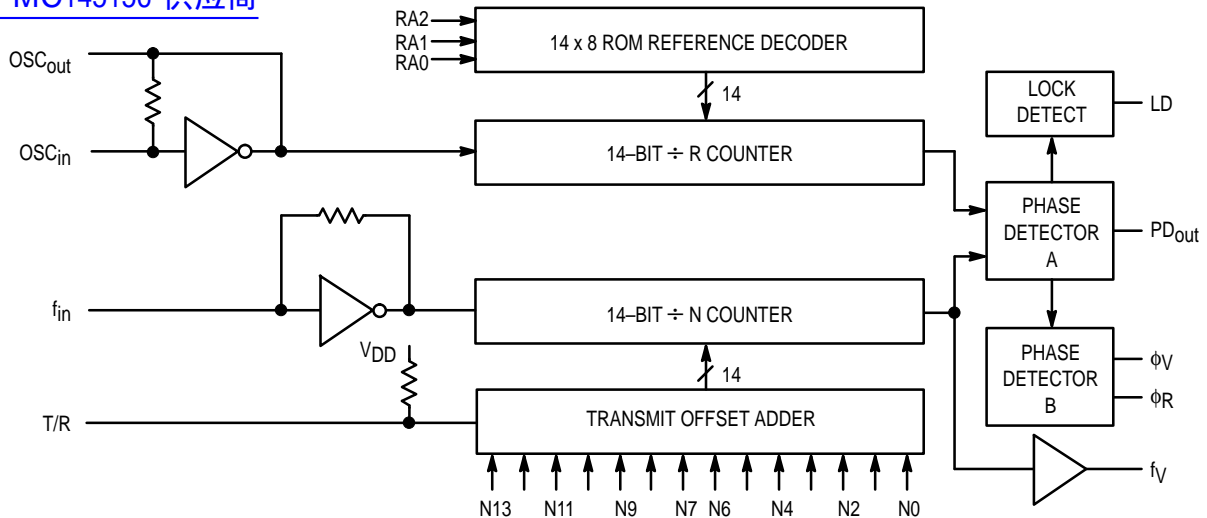 MC145156 供应商
RA2
RA1
RA0
14 x 8 ROM REFERENCE DECODER
OSCout
14
LOCK
DETECT
LD
OSCin
14–BIT ÷ R COUNTER
PHASE
DETECTOR
A
PDout
fin
14–BIT ÷ N COUNTER
VDD
14
PHASE
DETECTOR
B
ϕV
ϕR
T/R
TRANSMIT OFFSET ADDER
fV
N13 N11 N9 N7 N6 N4 N2 N0